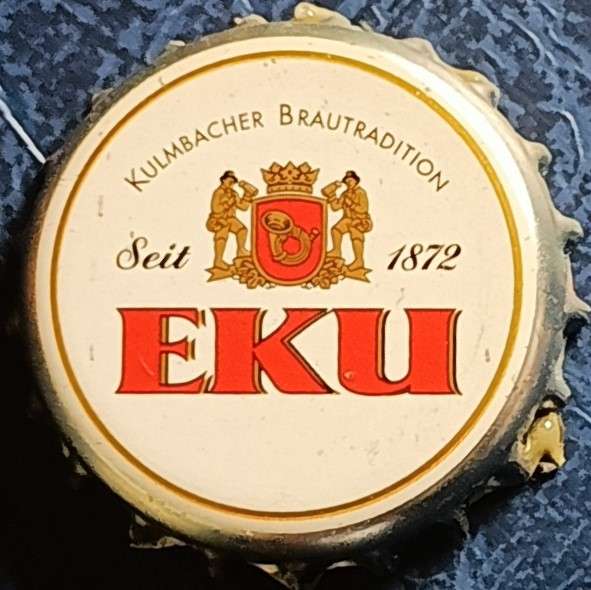 KULMBACHER BRAUTRADITION
Seit 1872
EKU